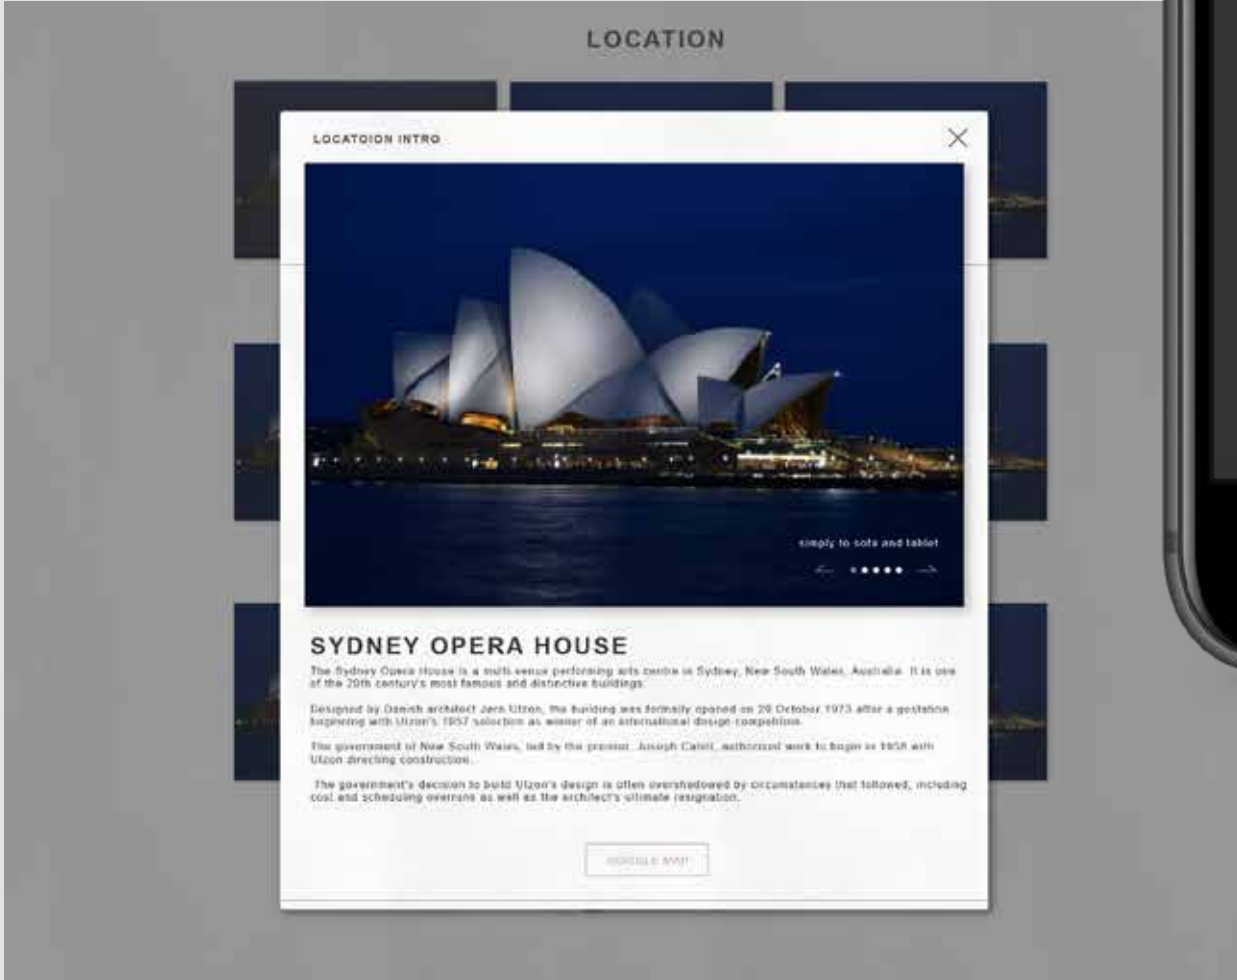 LOCATION
LOCATOION INTRO
simply to sofa and tablet
SYDNEY OPERA HOUSE
The Sydney Opera House is a multi-venue performing arts centre in Sydney, New South Wales, Australia. It is one
of the 20th century's most famous and distinctive buildings.
Designed by Danish architect Jørn Utzon, the building was formally opened on 20 October 1973 after a gestation
beginning with Utzon's 1957 selection as winner of an international design competition.
The government of New South Wales, led by the premier, Joseph Cahill, authorised work to begin in 1958 with
Utzon directing construction.
The government's decision to build Utzon's design is often overshadowed by circumstances that followed, including
cost and scheduling overruns as well as the architect's ultimate resignation.
GOOGLE MAP